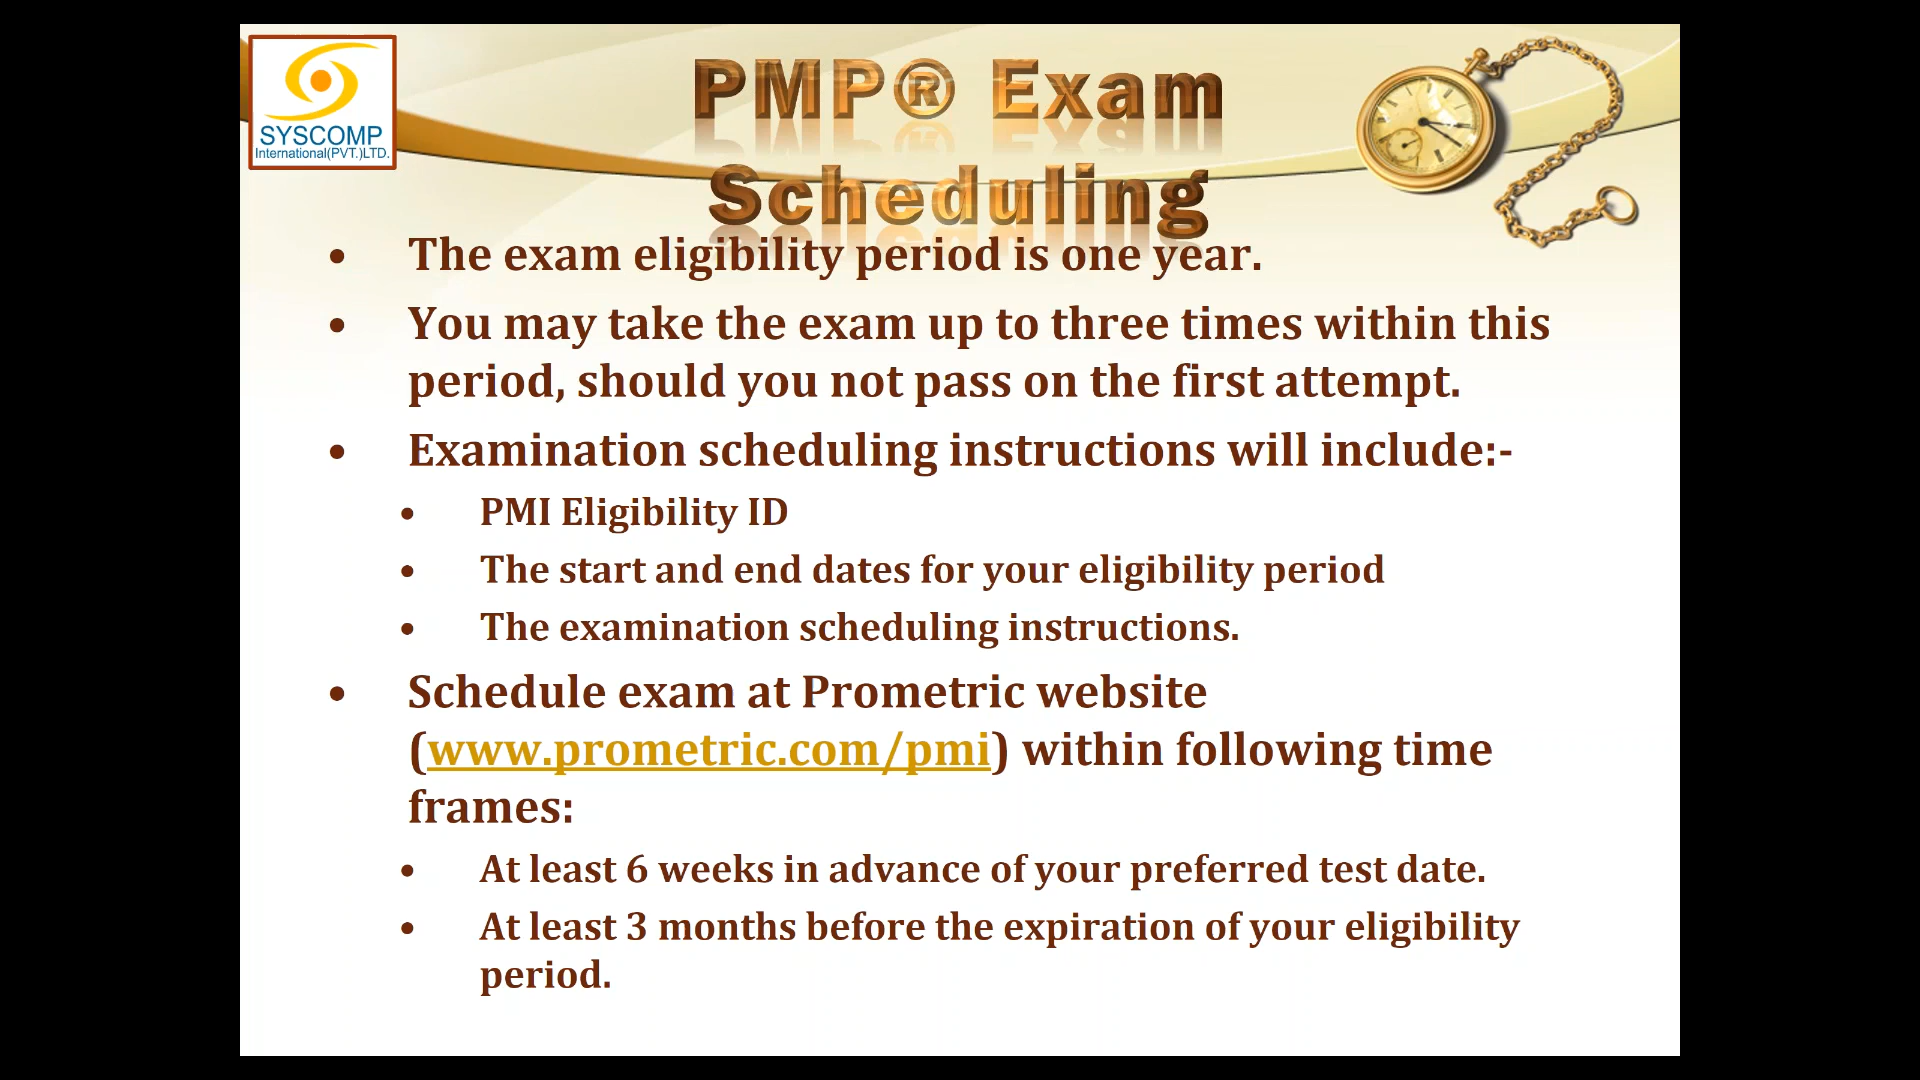 SYSCOMP
International(PVT.)LTD.
PMP® Exam
Scheduling
• The exam eligibility period is one year.
• You may take the exam up to three times within this
period, should you not pass on the first attempt.
• Examination scheduling instructions will include:-
• PMI Eligibility ID
• The start and end dates for your eligibility period
• The examination scheduling instructions.
• Schedule exam at Prometric website
(www.prometric.com/pmi) within following time
frames:
• At least 6 weeks in advance of your preferred test date.
• At least 3 months before the expiration of your eligibility
period.